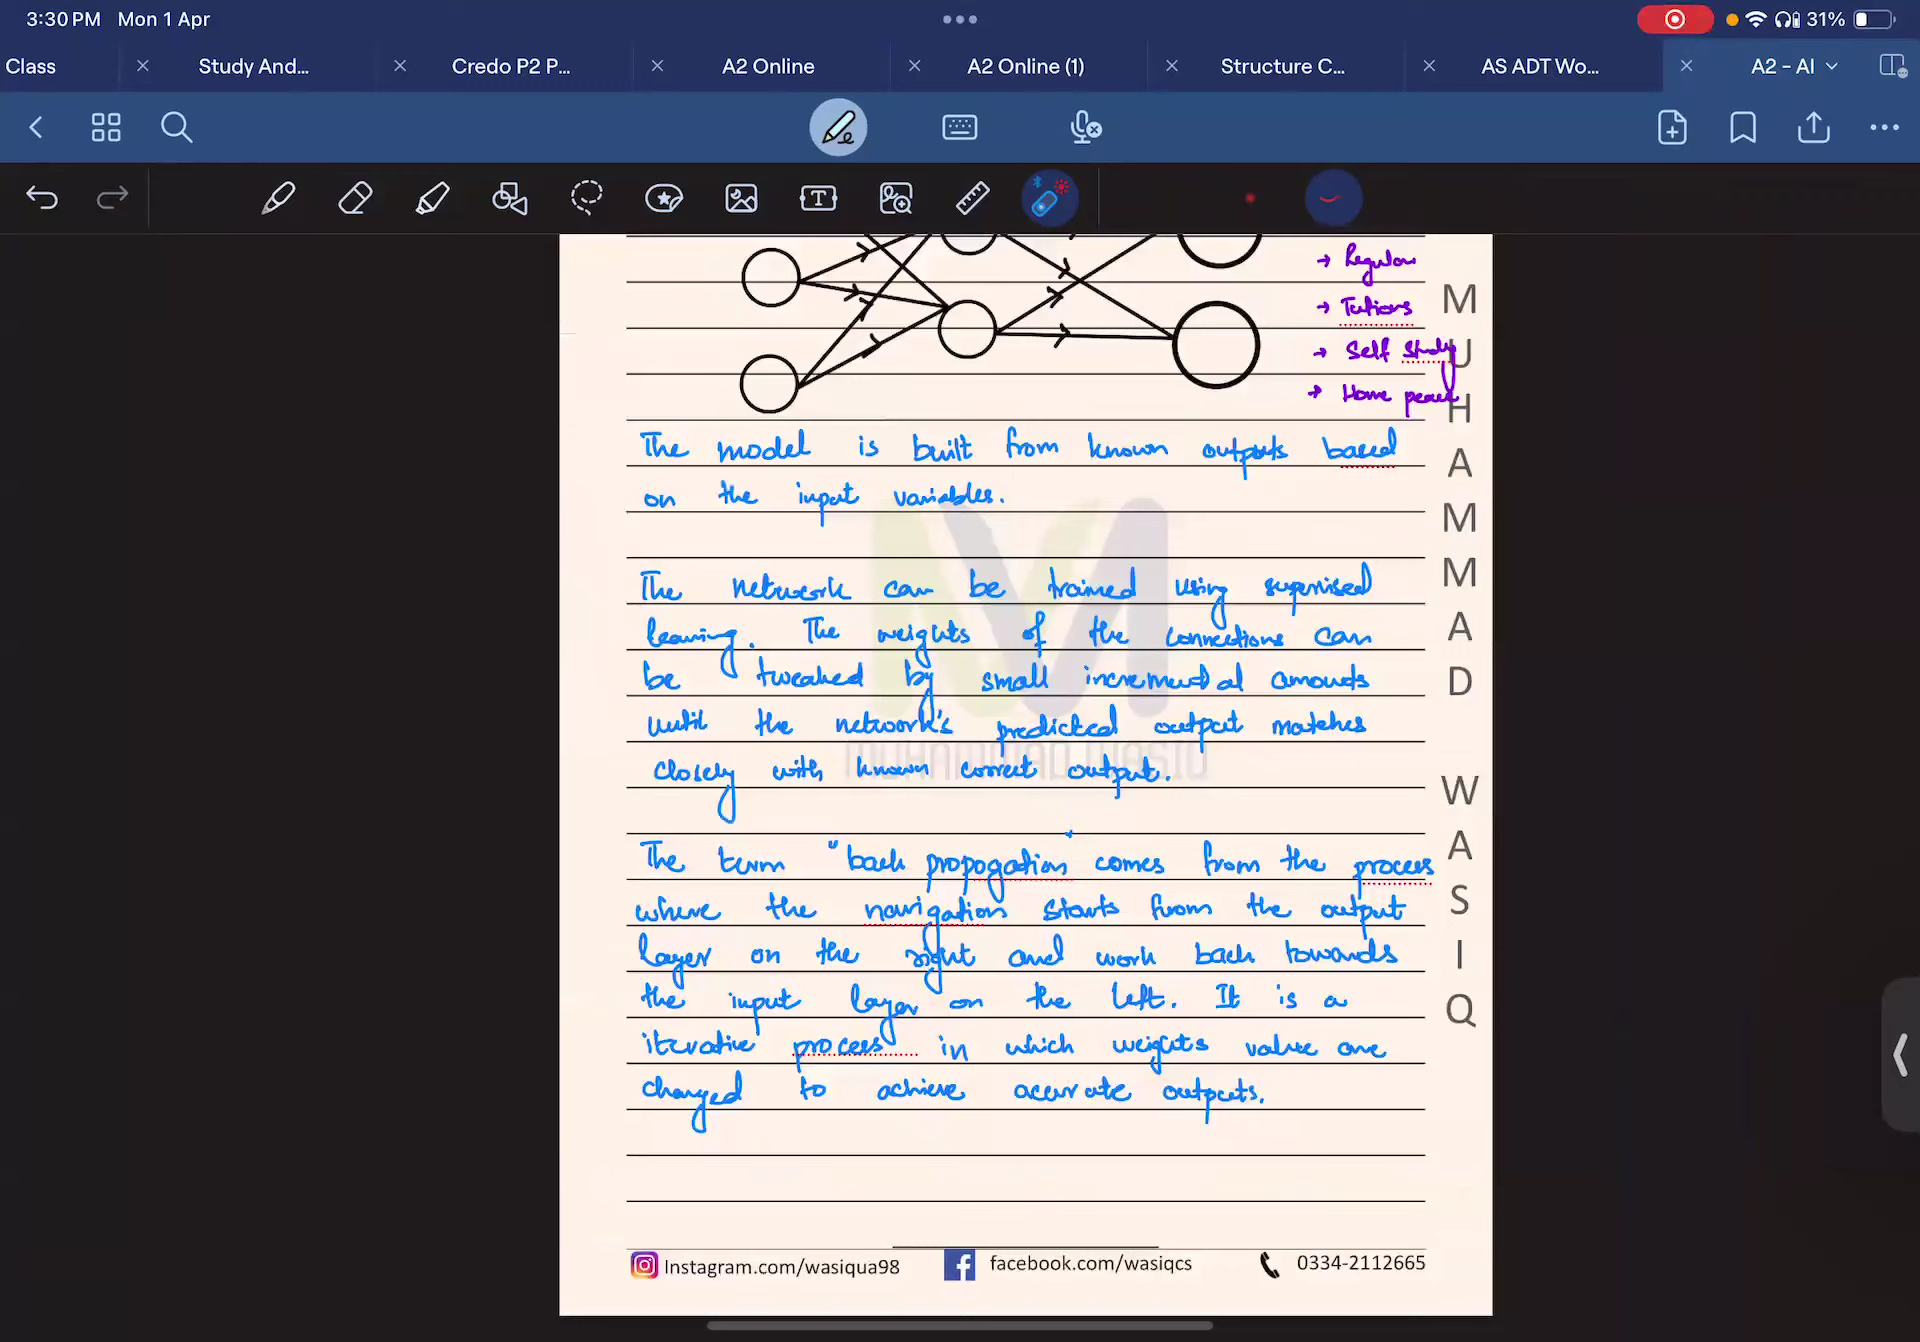 3:30 PM Mon 1 Apr
31%
Class
Study And...
Credo P2 P...
A2 Online
A2 Online (1)
Structure C...
AS ADT Wo...
A2 - AI
→ Regular
→ Tutions
→ Self Study
→ Home peace
The model is built from known outputs based
on the input variables.
The network can be trained using supervised
learning. The weights of the connections can
be tweaked by small incremental amounts
until the network's predicted output matches
closely with known correct output.
The term "back propogation" comes from the process
where the navigation starts from the output
layer on the right and work back towards
the input layer on the left. It is a
iterative process in which weights value are
changed to achieve accurate outputs.
MUHAMMAD WASIQ
MUHAMMAD WASIQ
Instagram.com/wasiqua98
facebook.com/wasiqcs
0334-2112665